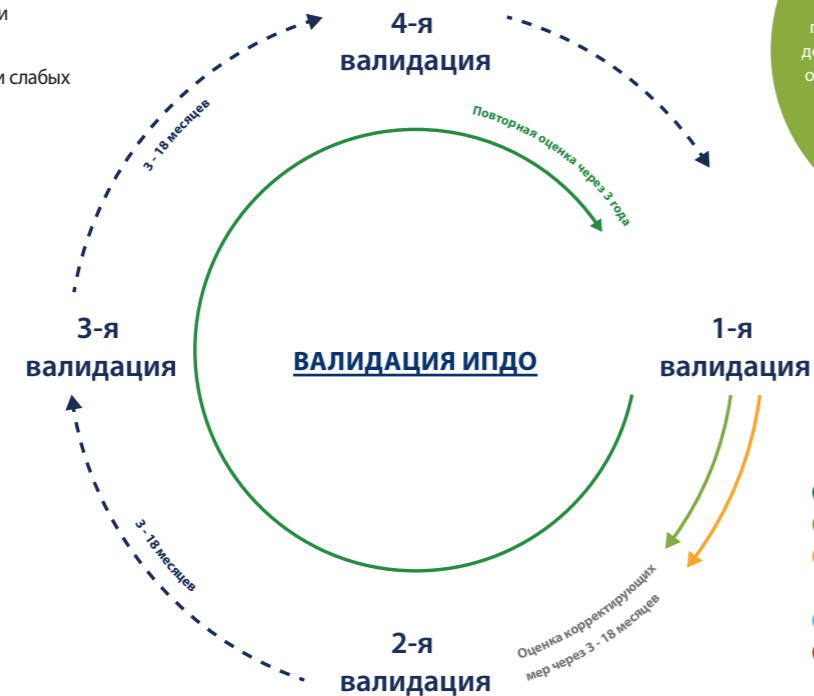 и
и слабых
4-я
валидация
3 - 18 месяцев
Повторная оценка через 3 года
3-я
валидация
ВАЛИДАЦИЯ ИПДО
1-я
валидация
3 - 18 месяцев
Оценка корректирующих
мер через 3 - 18 месяцев
2-я
валидация